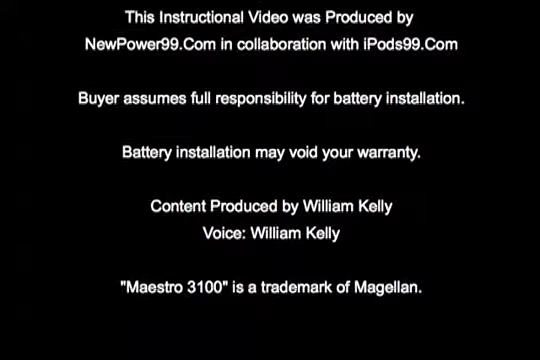 This Instructional Video was Produced by
NewPower99.Com in collaboration with iPods99.Com
Buyer assumes full responsibility for battery installation.
Battery installation may void your warranty.
Content Produced by William Kelly
Voice: William Kelly
"Maestro 3100" is a trademark of Magellan.